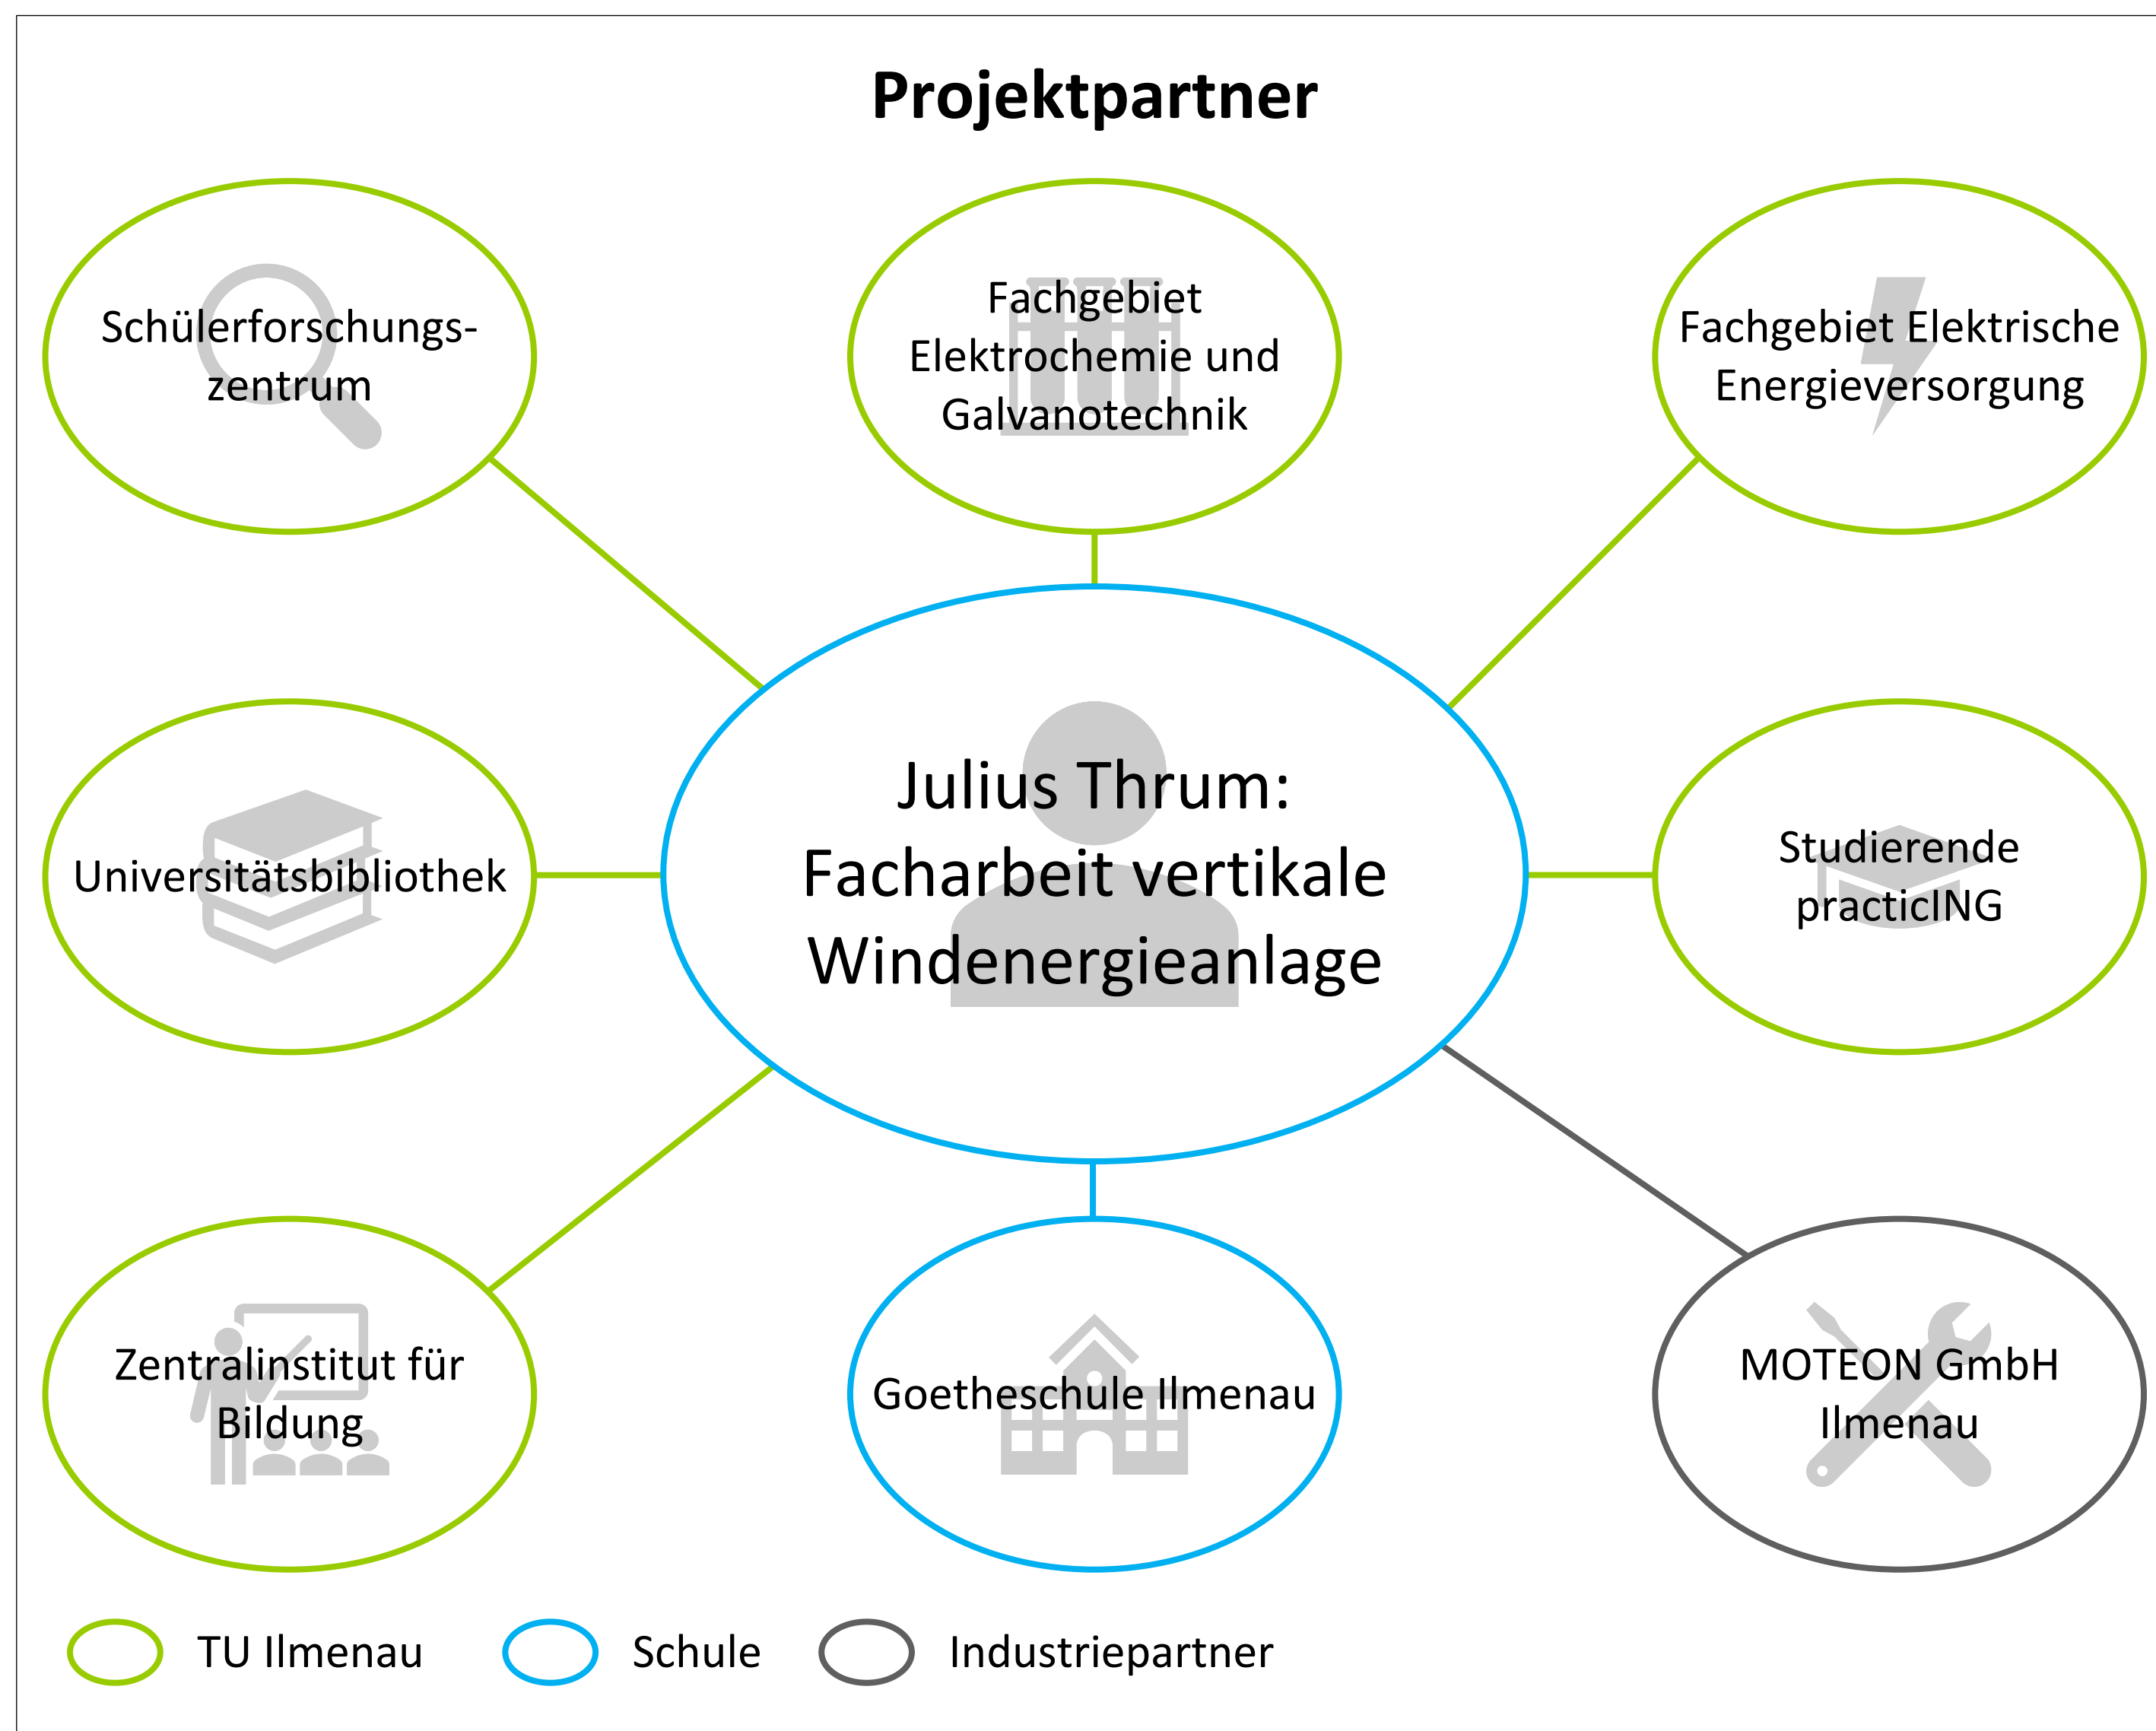 Projektpartner
Schülerforschungs-
zentrum
Fachgebiet
Elektrochemie und
Galvanotechnik
Fachgebiet Elektrische
Energieversorgung
Universitätsbibliothek
Julius Thrum:
Facharbeit vertikale
Windenergieanlage
Studierende
practicING
Zentralinstitut für
Bildung
Goetheschule Ilmenau
MOTEON GmbH
Ilmenau
TU Ilmenau
Schule
Industriepartner